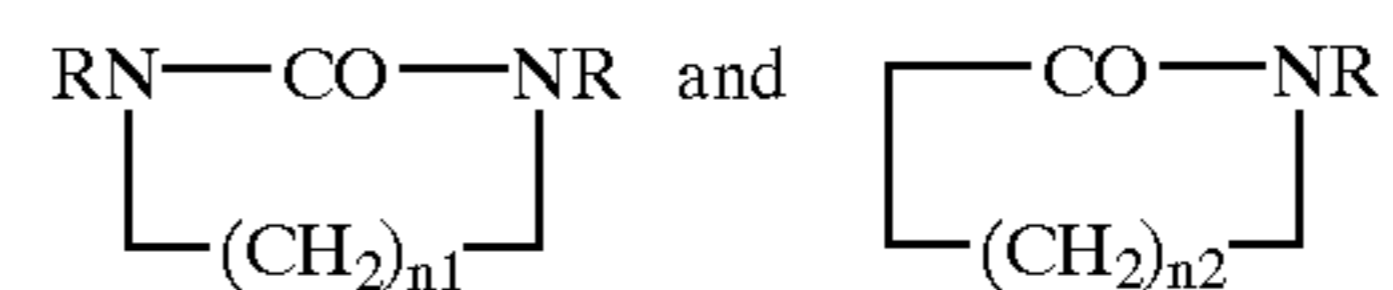 RN—CO—NR and CO—NR
(CH₂)ₙ₁ (CH₂)ₙ₂